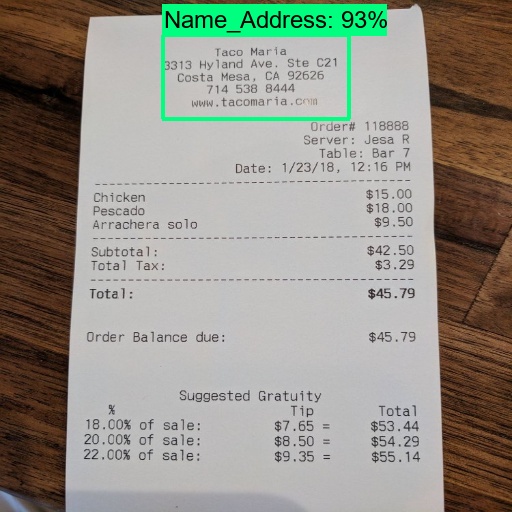 Name_Address: 93%
Taco Maria
3313 Hyland Ave. Ste C21
Costa Mesa, CA 92626
714 538 8444
www.tacomaria.com
Order# 118888
Server: Jesa R
Table: Bar 7
Date: 1/23/18, 12:16 PM
Chicken $15.00
Pescado $18.00
Arrachera solo $9.50
Subtotal: $42.50
Total Tax: $3.29
Total: $45.79
Order Balance due: $45.79
Suggested Gratuity
% Tip Total
18.00% of sale: $7.65 = $53.44
20.00% of sale: $8.50 = $54.29
22.00% of sale: $9.35 = $55.14